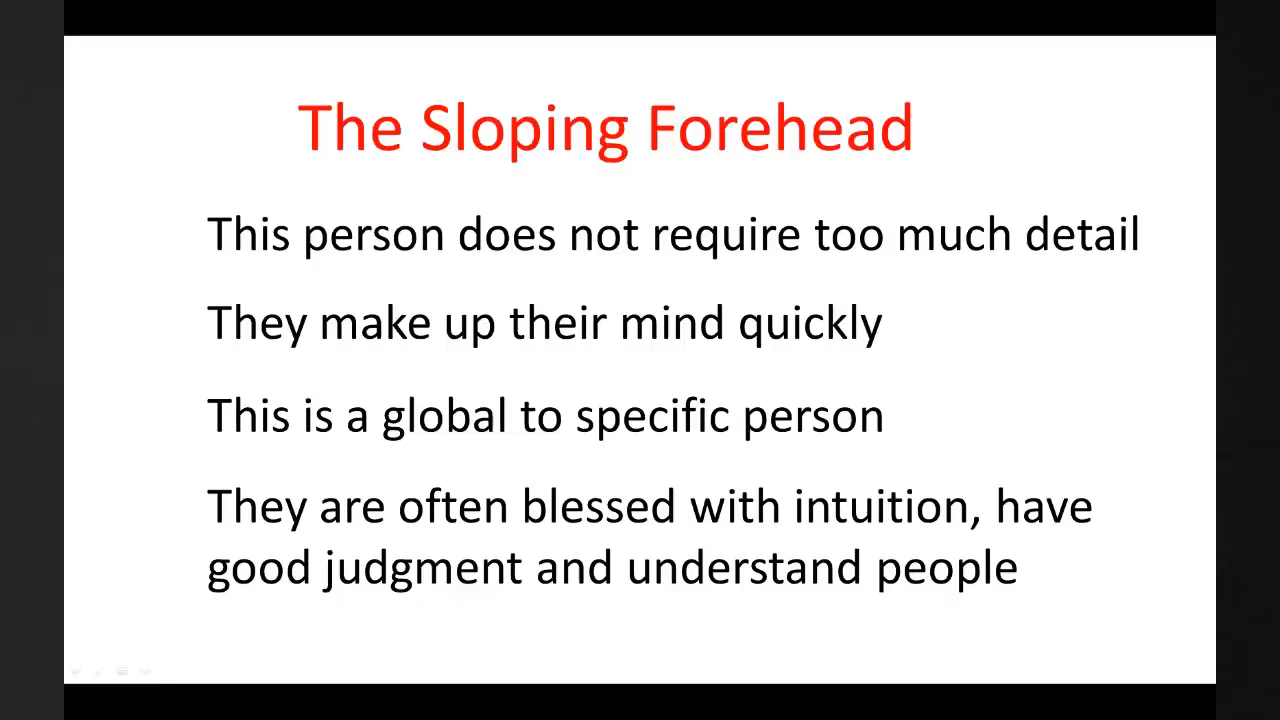 The Sloping Forehead
This person does not require too much detail
They make up their mind quickly
This is a global to specific person
They are often blessed with intuition, have
good judgment and understand people